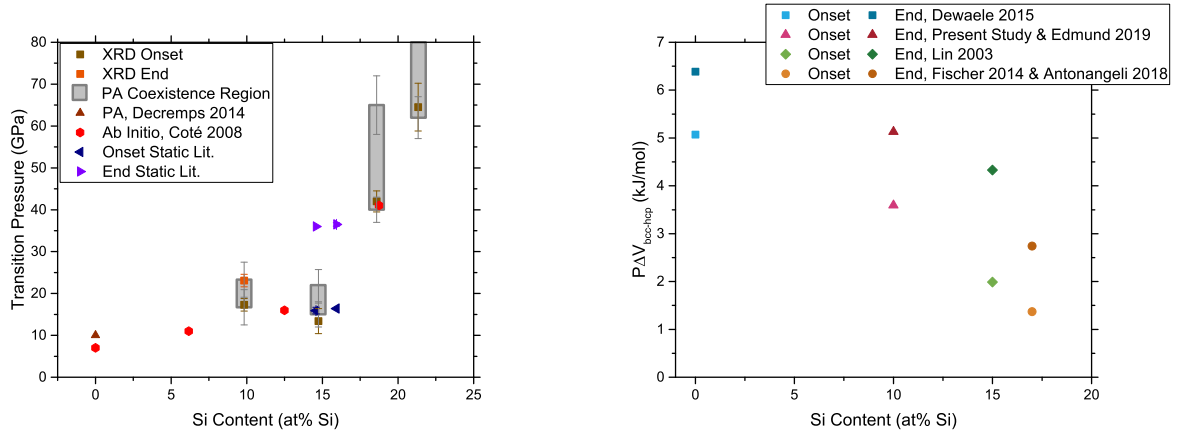 XRD Onset
XRD End
PA Coexistence Region
PA, Decremps 2014
Ab Initio, Coté 2008
Onset Static Lit.
End Static Lit.
Transition Pressure (GPa)
80
70
60
50
40
30
20
10
0
0 5 10 15 20 25
Si Content (at% Si)
Onset End, Dewaele 2015
Onset End, Present Study & Edmund 2019
Onset End, Lin 2003
Onset End, Fischer 2014 & Antonangeli 2018
PΔVbcc-hcp (kJ/mol)
7
6
5
4
3
2
1
0
0 5 10 15 20
Si Content (at% Si)